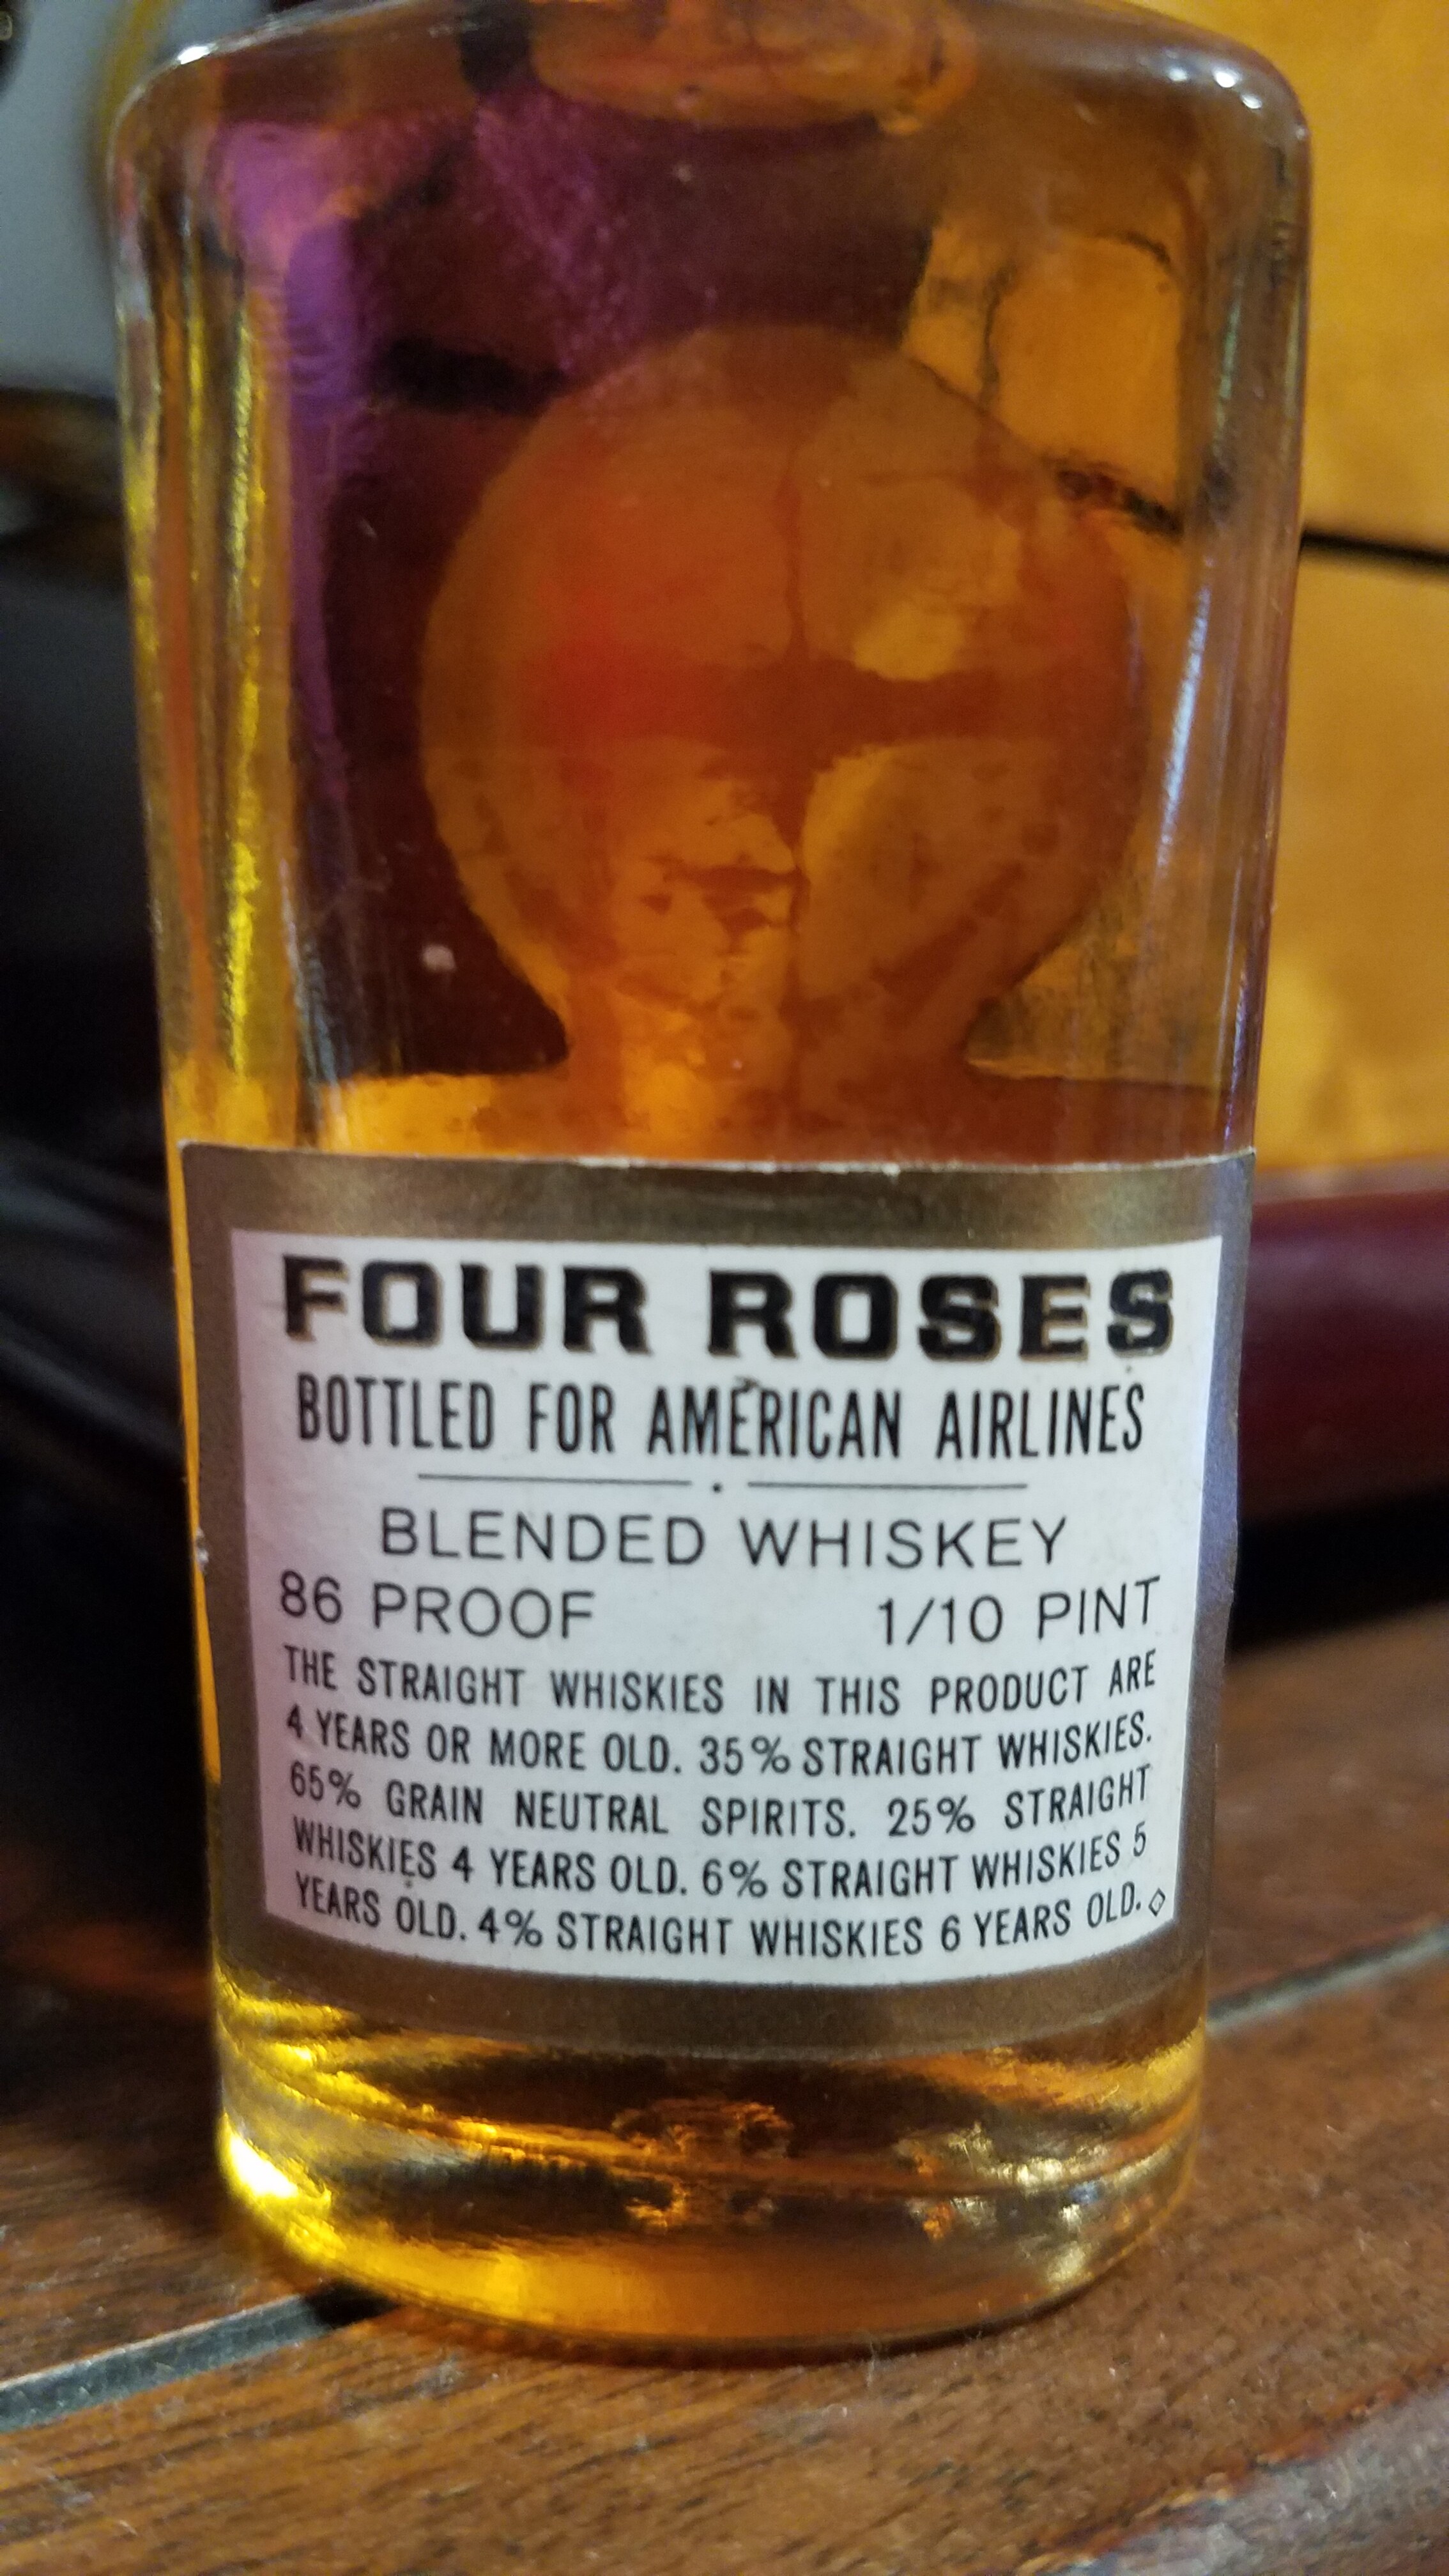 FOUR ROSES
BOTTLED FOR AMERICAN AIRLINES
BLENDED WHISKEY
86 PROOF 1/10 PINT
THE STRAIGHT WHISKIES IN THIS PRODUCT ARE
4 YEARS OR MORE OLD. 35% STRAIGHT WHISKIES.
65% GRAIN NEUTRAL SPIRITS. 25% STRAIGHT
WHISKIES 4 YEARS OLD. 6% STRAIGHT WHISKIES 5
YEARS OLD. 4% STRAIGHT WHISKIES 6 YEARS OLD.